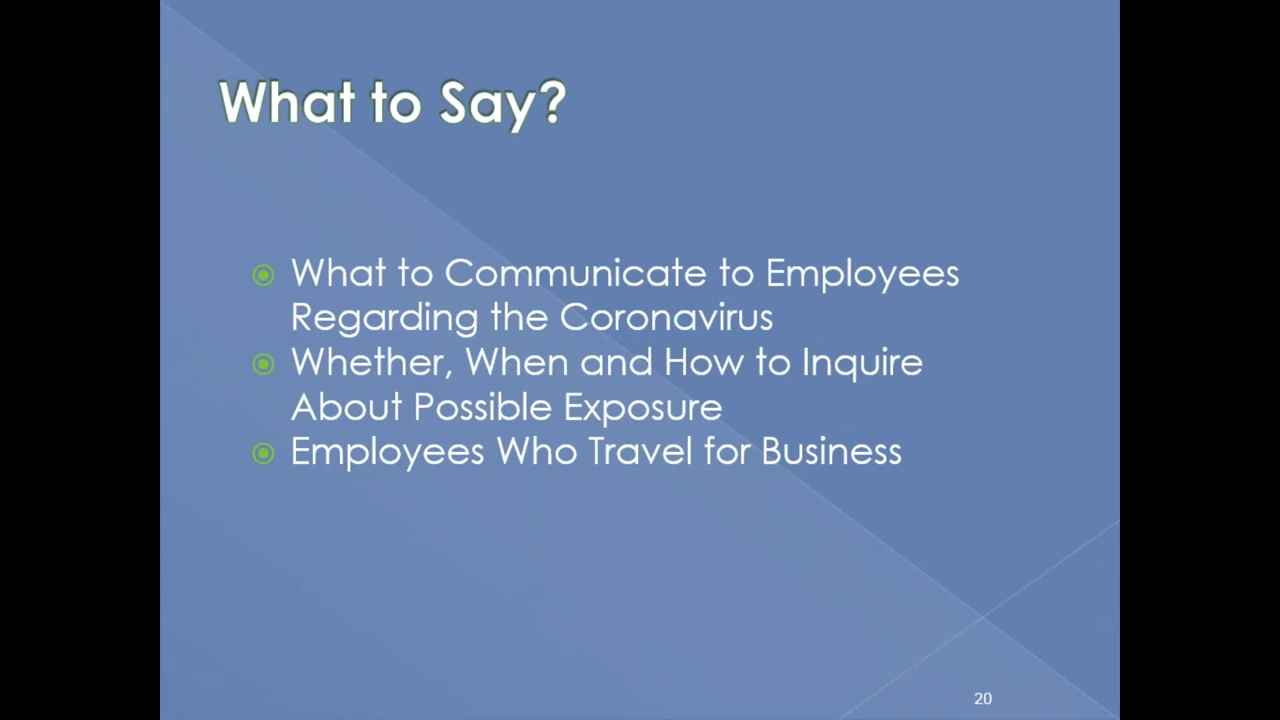 What to Say?
What to Communicate to Employees
Regarding the Coronavirus
Whether, When and How to Inquire
About Possible Exposure
Employees Who Travel for Business
20